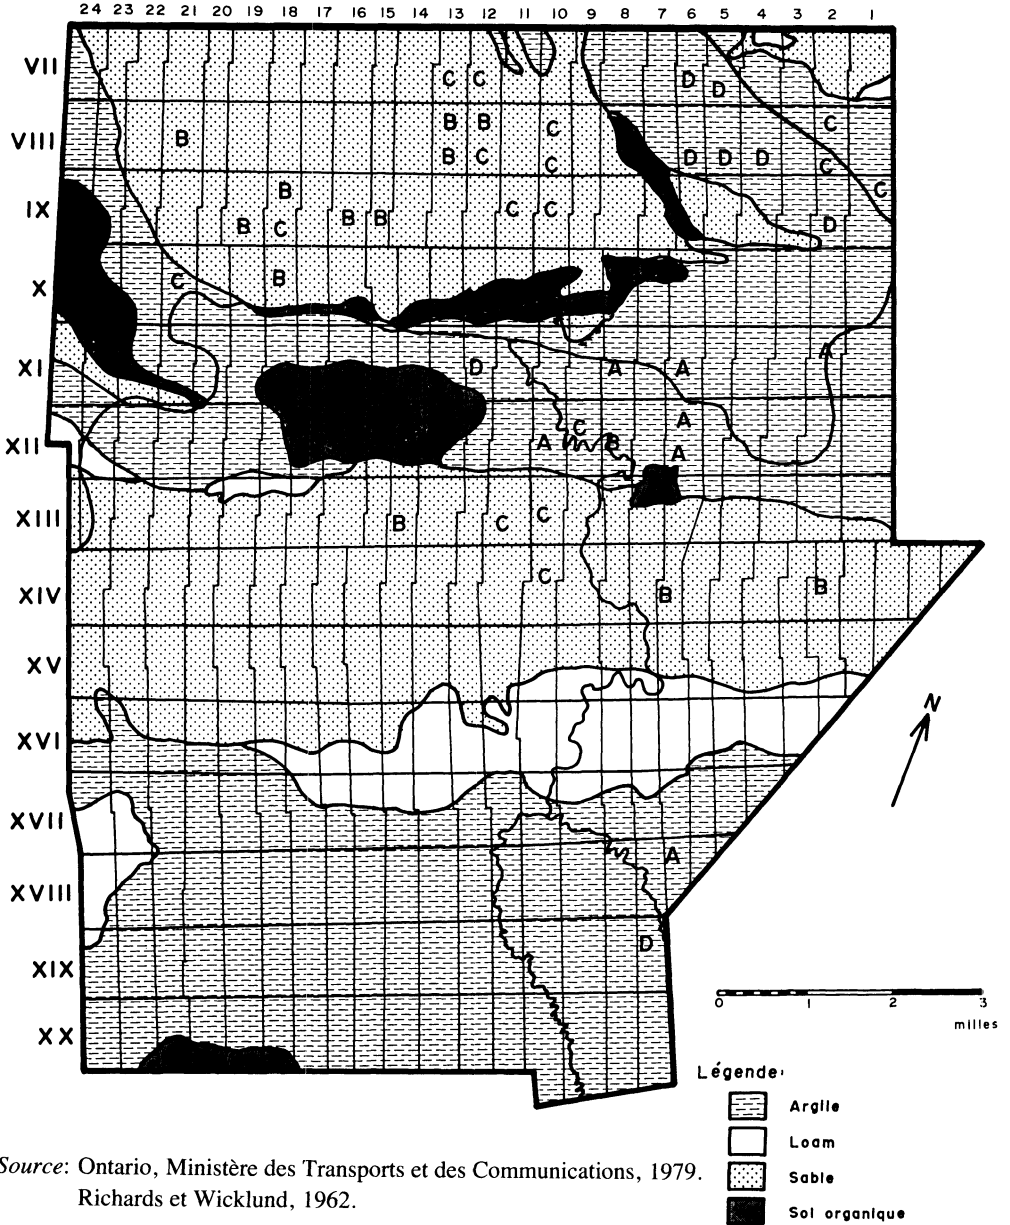 24 23 22 21 20 19 18 17 16 15 14 13 12 11 10 9 8 7 6 5 4 3 2 1
VII
C C D D
VIII
B B B C C
B C C D D D C
IX
B C
B C B B C C D
X
C B
XI
D A A A
XII
C A
A B A
XIII
B C C
XIV
C B B
XV
XVI
N
XVII
A
XVIII
XIX
D
0 1 2 3
milles
XX
Légende:
Argile
Loam
Sable
Sol organique
Source: Ontario, Ministère des Transports et des Communications, 1979.
Richards et Wicklund, 1962.